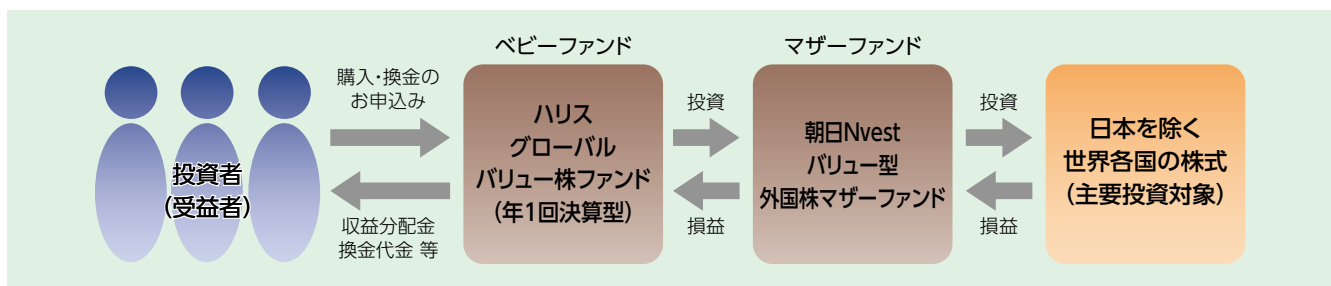 ベビーファンド
マザーファンド
購入・換金の
お申込み
投資者
(受益者)
収益分配金
換金代金 等
ハリス
グローバル
バリュー株ファンド
(年1回決算型)
投資
損益
朝日Nvest
バリュー型
外国株マザーファンド
投資
損益
日本を除く
世界各国の株式
(主要投資対象)